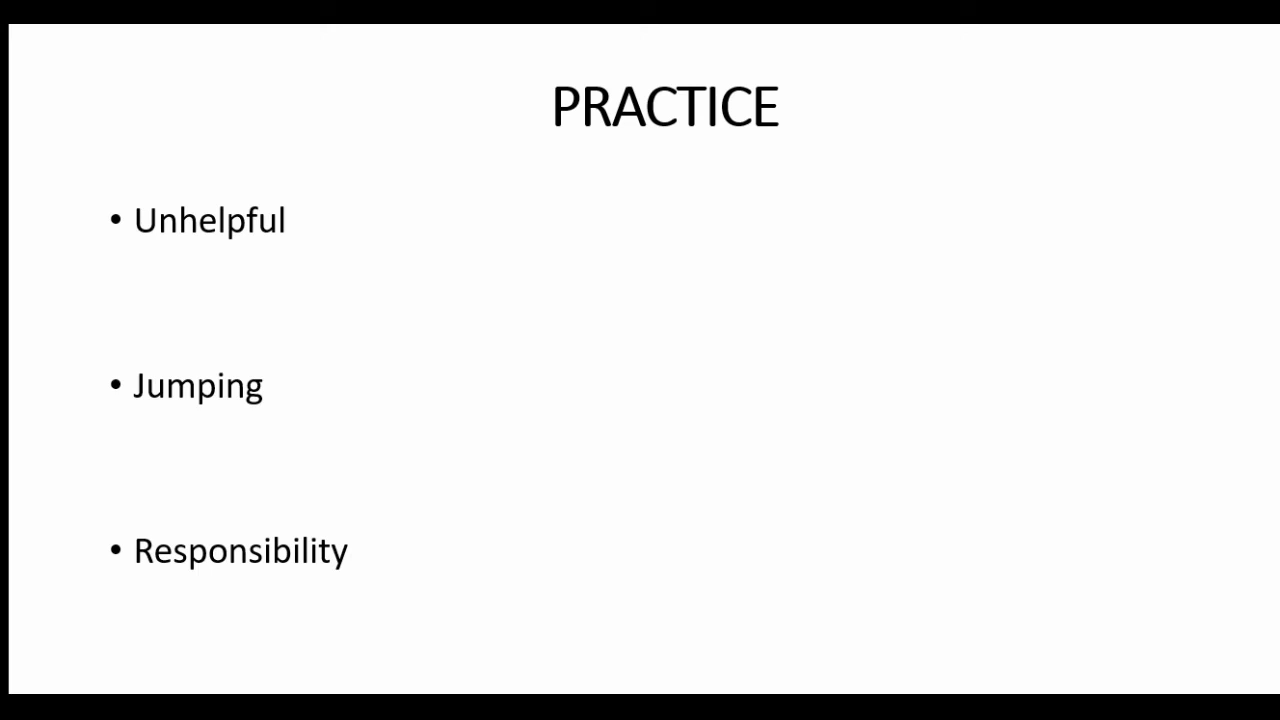 PRACTICE
• Unhelpful
• Jumping
• Responsibility